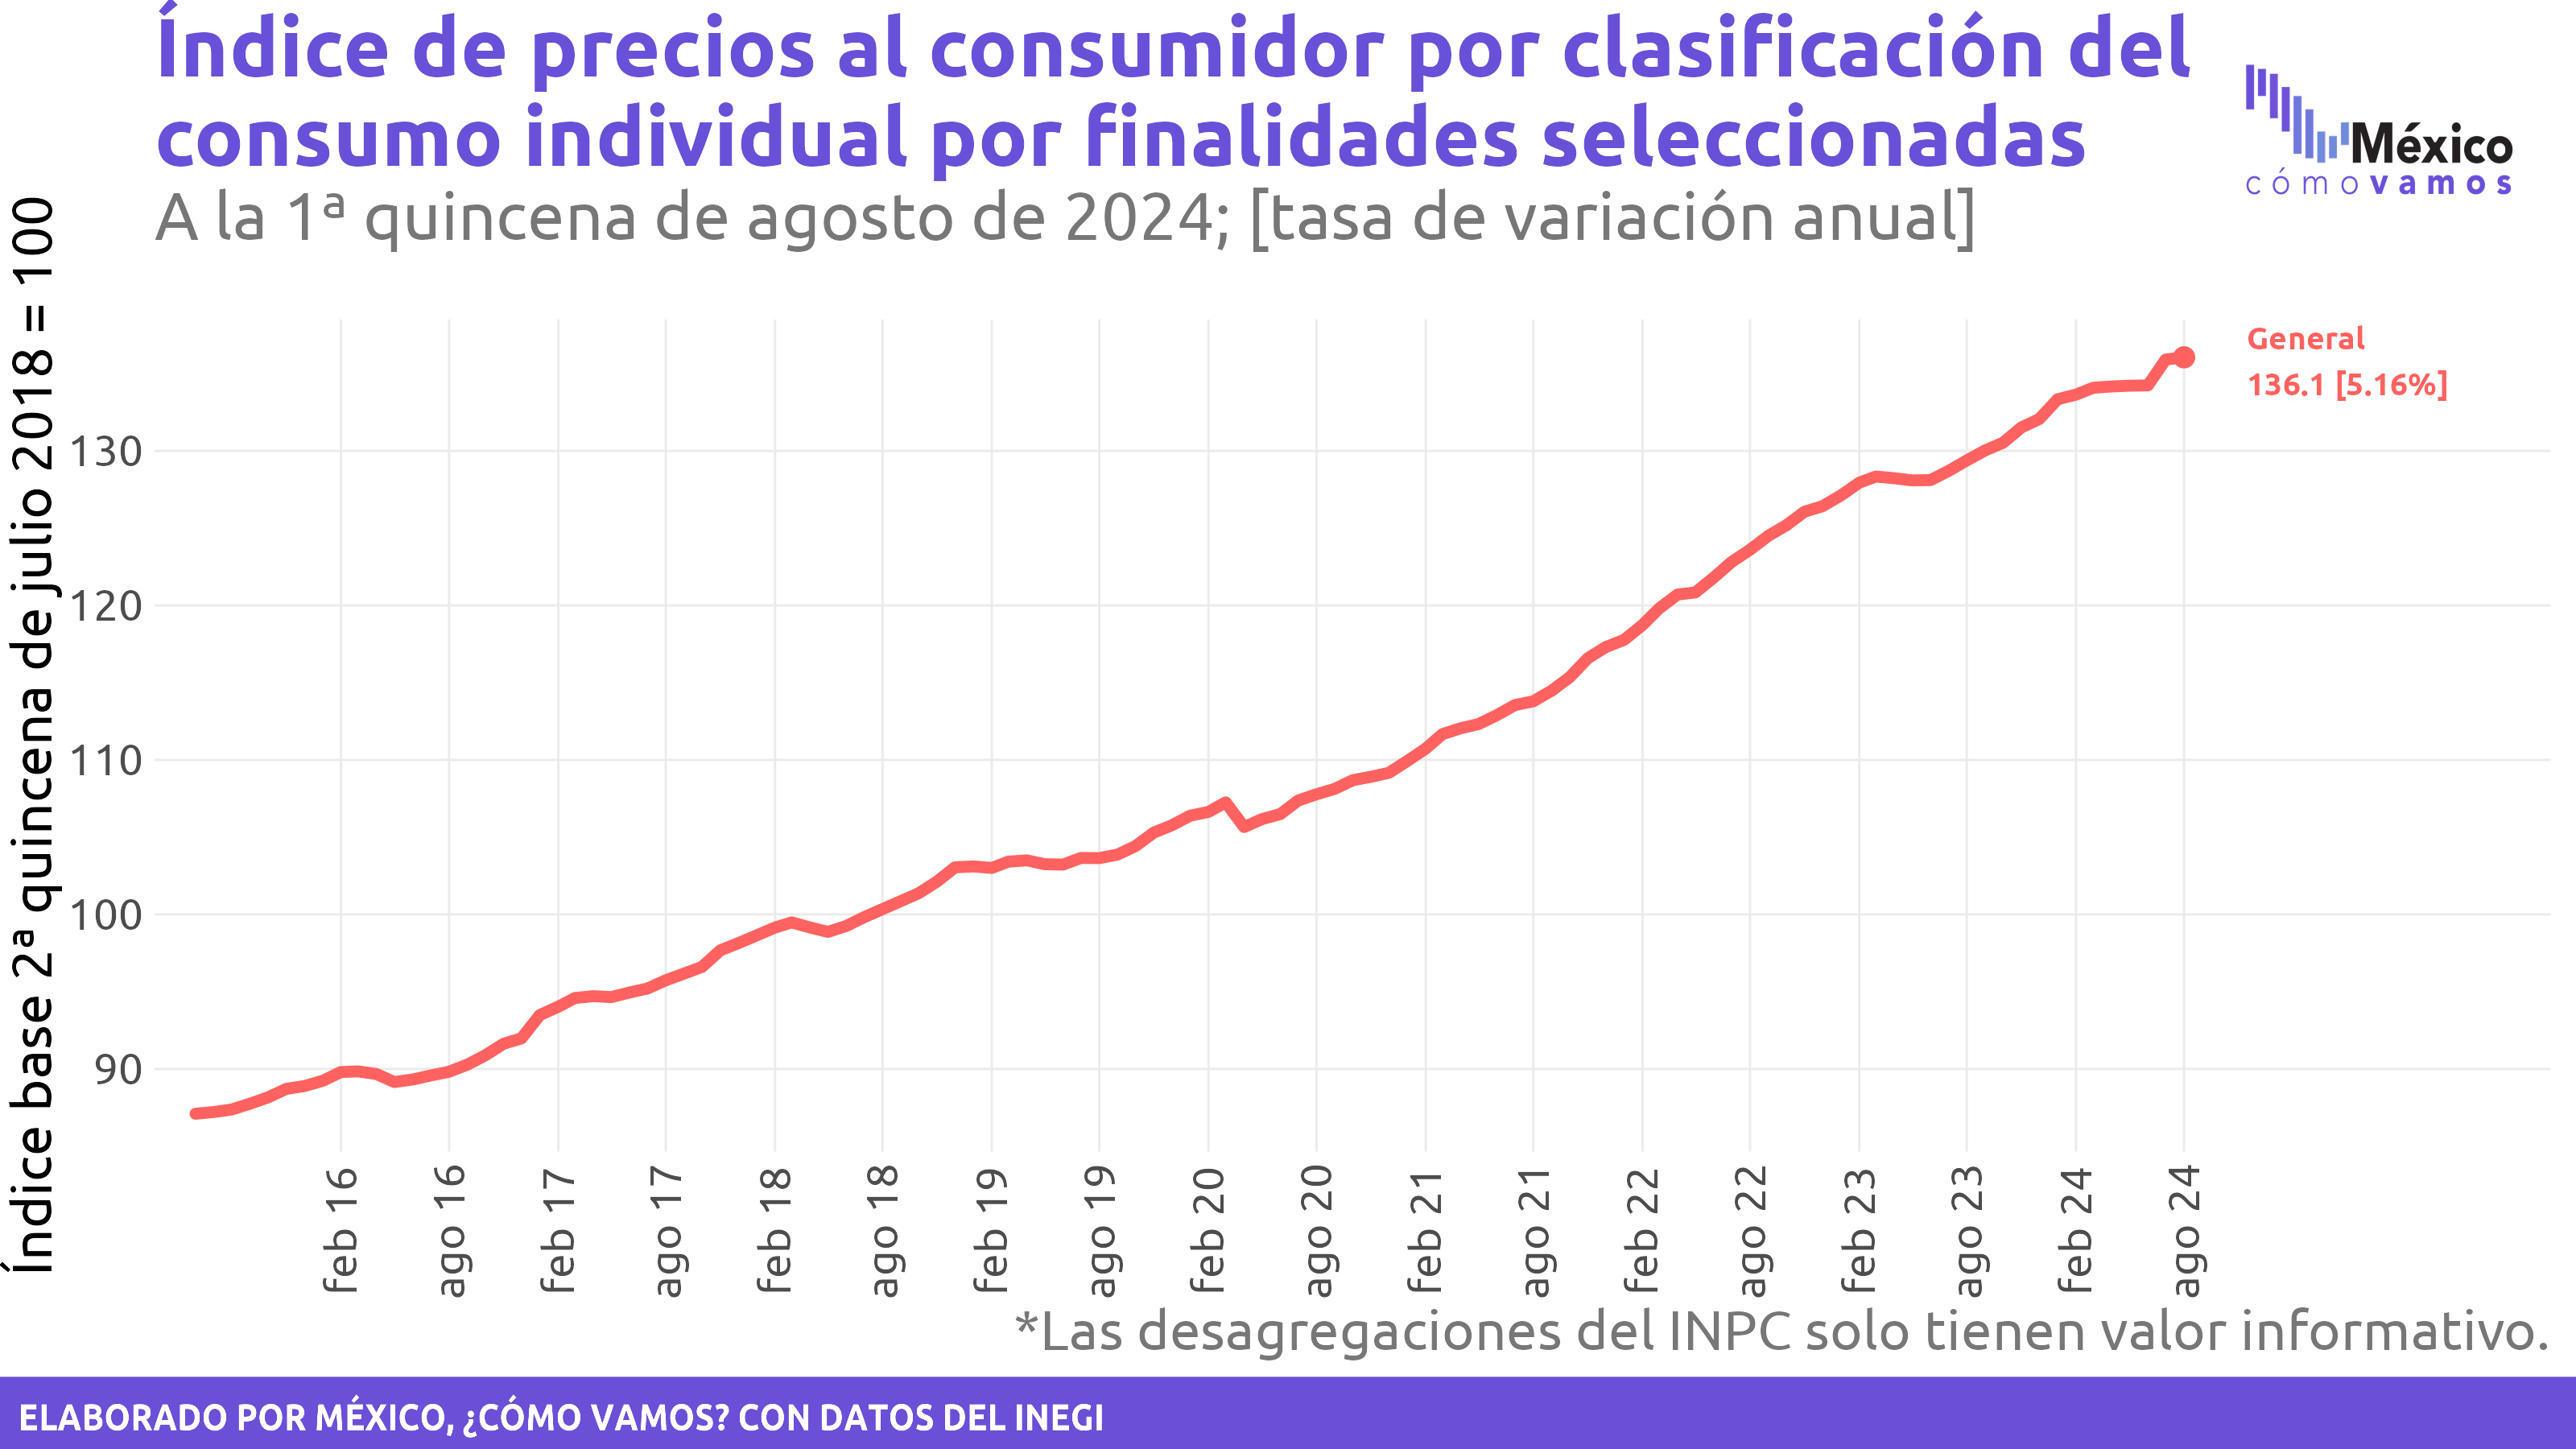 Índice de precios al consumidor por clasificación del
consumo individual por finalidades seleccionadas
A la 1ª quincena de agosto de 2024; [tasa de variación anual]
México
cómo vamos
Índice base 2ª quincena de julio 2018 = 100
General
136.1 [5.16%]
130
120
110
100
90
feb 16
ago 16
feb 17
ago 17
feb 18
ago 18
feb 19
ago 19
feb 20
ago 20
feb 21
ago 21
feb 22
ago 22
feb 23
ago 23
feb 24
ago 24
*Las desagregaciones del INPC solo tienen valor informativo.
ELABORADO POR MÉXICO, ¿CÓMO VAMOS? CON DATOS DEL INEGI